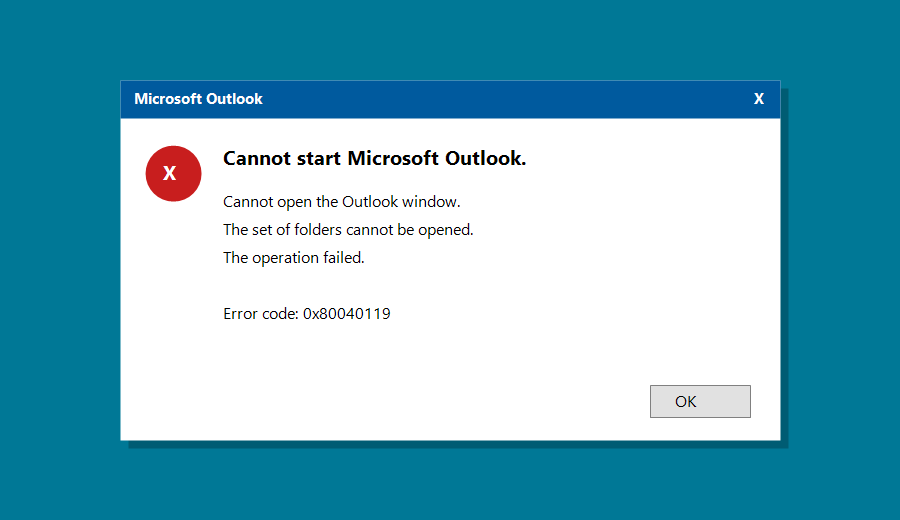 Microsoft Outlook X
X
Cannot start Microsoft Outlook.
Cannot open the Outlook window.
The set of folders cannot be opened.
The operation failed.
Error code: 0x80040119
OK